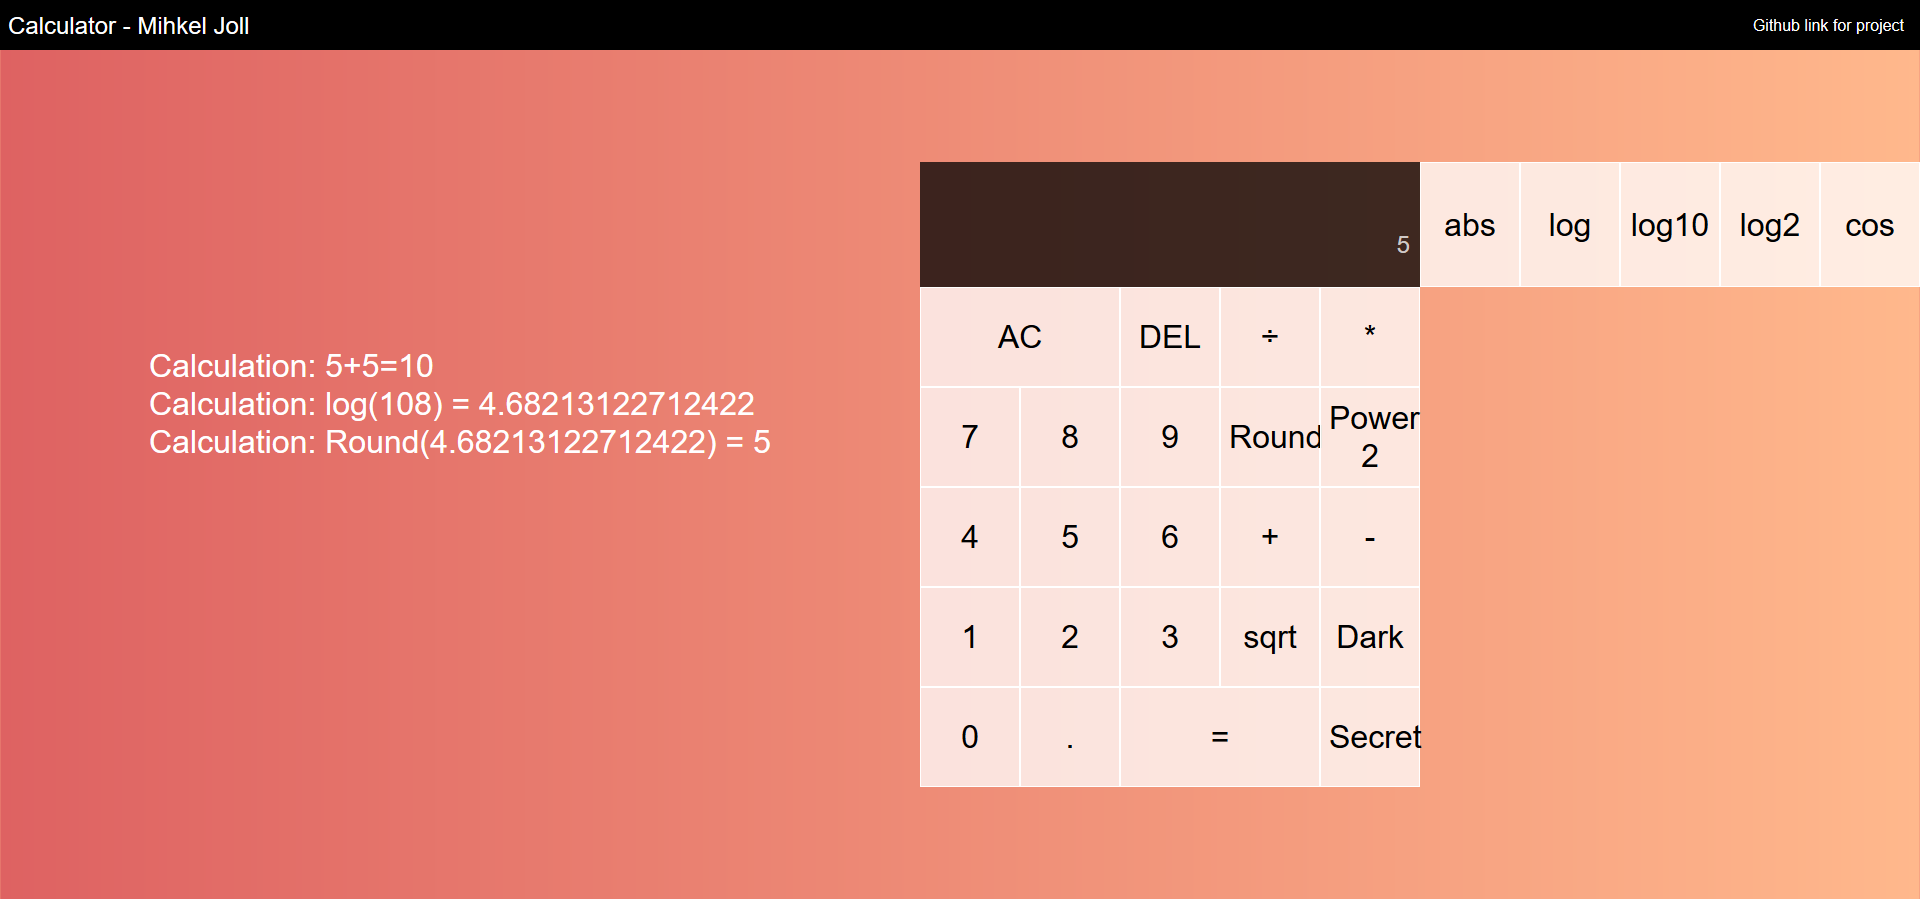 Calculator - Mihkel Joll
Github link for project
5
abs
log
log10
log2
cos
AC
DEL
÷
*
Calculation: 5+5=10
Calculation: log(108) = 4.68213122712422
Calculation: Round(4.68213122712422) = 5
7
8
9
Round
Power
2
4
5
6
+
-
1
2
3
sqrt
Dark
0
.
=
Secret